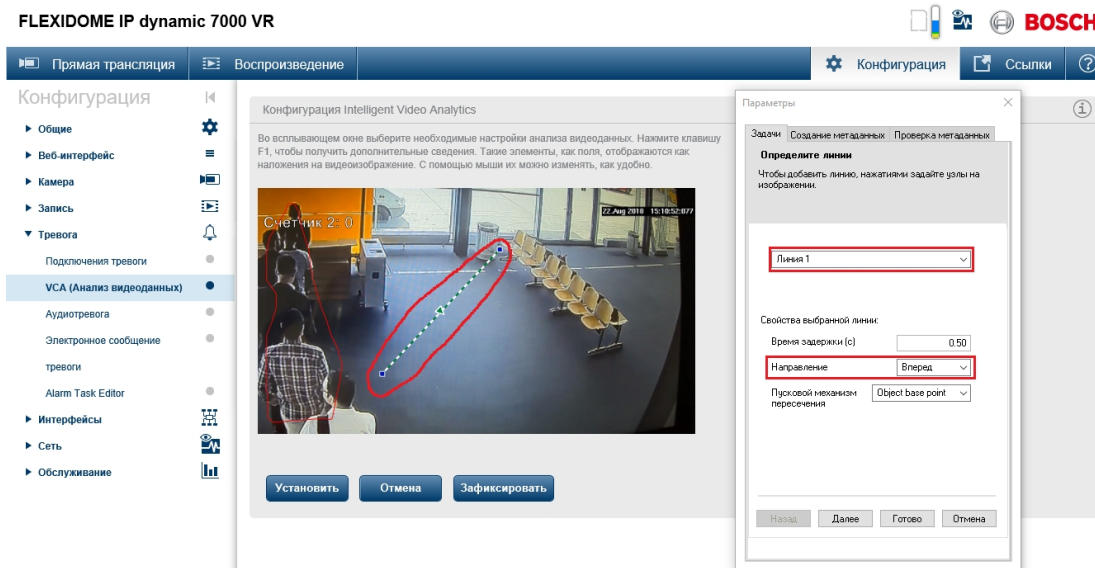 FLEXIDOME IP dynamic 7000 VR
BOSCH
Прямая трансляция
Воспроизведение
Конфигурация
Ссылки
Конфигурация
Общие
Веб-интерфейс
Камера
Запись
Тревога
Подключения тревоги
VCA (Анализ видеоданных)
Аудиотревога
Электронное сообщение
тревоги
Alarm Task Editor
Интерфейсы
Сеть
Обслуживание
Конфигурация Intelligent Video Analytics
Во всплывающем окне выберите необходимые настройки анализа видеоданных. Нажмите клавишу
F1, чтобы получить дополнительные сведения. Такие элементы, как поля, отображаются как
наложения на видеоизображение. С помощью мыши их можно изменять, как удобно.
22.Aug 2018 15:10:52:077
Счетчик 2: 0
Установить
Отмена
Зафиксировать
Параметры
Задачи
Создание метаданных
Проверка метаданных
Определите линии
Чтобы добавить линию, нажатиями задайте узлы на
изображении.
Линия 1
Свойства выбранной линии:
Время задержки (с)
0.50
Направление
Вперед
Пусковой механизм
пересечения
Object base point
Назад
Далее
Готово
Отмена